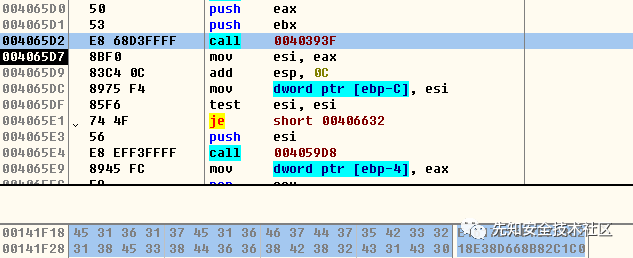 004065D0 50 push eax
004065D1 53 push ebx
004065D2 E8 68D3FFFF call 0040393F
004065D7 8BF0 mov esi, eax
004065D9 83C4 0C add esp, 0C
004065DC 8975 F4 mov dword ptr [ebp-C], esi
004065DF 85F6 test esi, esi
004065E1 74 4F je short 00406632
004065E3 56 push esi
004065E4 E8 EFF3FFFF call 004059D8
004065E9 8945 FC mov dword ptr [ebp-4], eax
00141F18 45 31 36 31 37 45 31 36 46 37 44 37 35 42 33 32
00141F28 31 38 45 33 38 44 36 36 38 42 38 32 43 31 43 30 18E38D668B82C1C0
先知安全技术社区